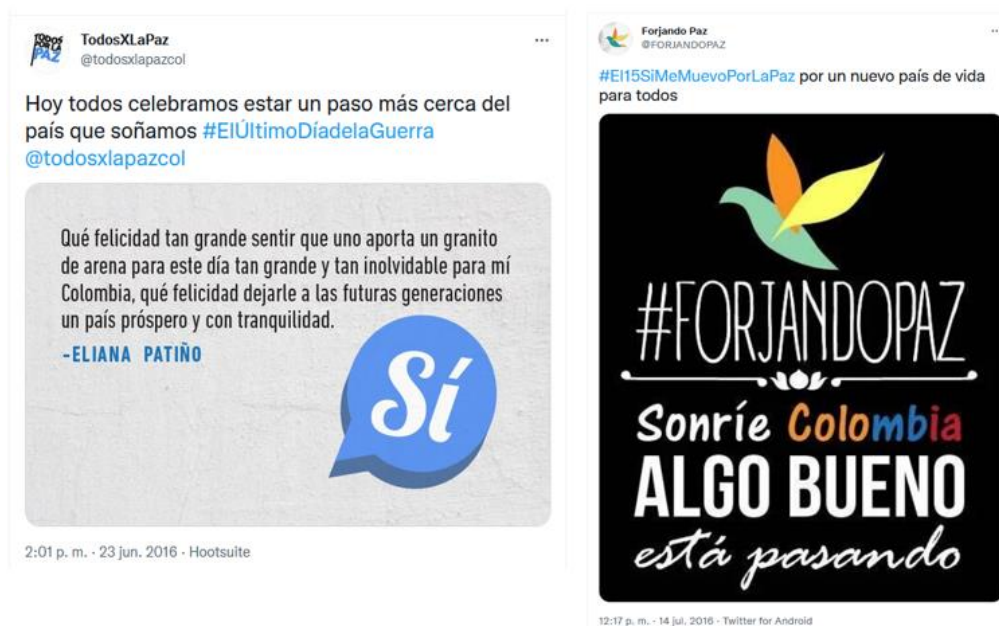 TODOS
POR LA
PAZ
TodosXLaPaz
@todosxlapazcol
Hoy todos celebramos estar un paso más cerca del
país que soñamos #ElÚltimoDíadelaGuerra
@todosxlapazcol
Qué felicidad tan grande sentir que uno aporta un granito
de arena para este día tan grande y tan inolvidable para mí
Colombia, qué felicidad dejarle a las futuras generaciones
un país próspero y con tranquilidad.
-ELIANA PATIÑO
Sí
2:01 p. m. · 23 jun. 2016 · Hootsuite
Forjando Paz
@FORJANDOPAZ
#El15SiMeMuevoPorLaPaz por un nuevo país de vida
para todos
#FORJANDOPAZ
Sonríe Colombia
ALGO BUENO
está pasando
12:17 p. m. · 14 jul. 2016 · Twitter for Android